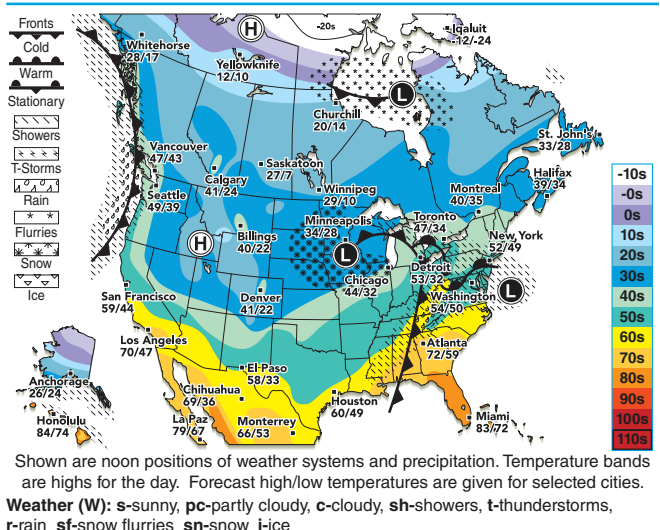 Fronts
Cold
Warm
Stationary
Showers
T-Storms
Rain
Flurries
Snow
Ice
H
-20s
Iqaluit
-12/-24
Whitehorse
28/17
Yellowknife
12/10
L
Churchill
20/14
St. John's
33/28
Vancouver
47/43
Calgary
41/24
Saskatoon
27/7
Winnipeg
29/10
Montreal
40/35
Halifax
39/34
Seattle
49/39
H
Billings
40/22
Minneapolis
34/28
L
Toronto
47/34
New York
52/49
Detroit
53/32
Chicago
44/32
L
Washington
54/50
San Francisco
59/44
Denver
41/22
Los Angeles
70/47
El Paso
58/33
Atlanta
72/59
Anchorage
26/24
Chihuahua
69/36
Houston
60/49
Honolulu
84/74
La Paz
79/67
Monterrey
66/53
Miami
83/72
-10s
-0s
0s
10s
20s
30s
40s
50s
60s
70s
80s
90s
100s
110s
Shown are noon positions of weather systems and precipitation. Temperature bands
are highs for the day. Forecast high/low temperatures are given for selected cities.
Weather (W): s-sunny, pc-partly cloudy, c-cloudy, sh-showers, t-thunderstorms,
r-rain, sf-snow flurries, sn-snow, i-ice